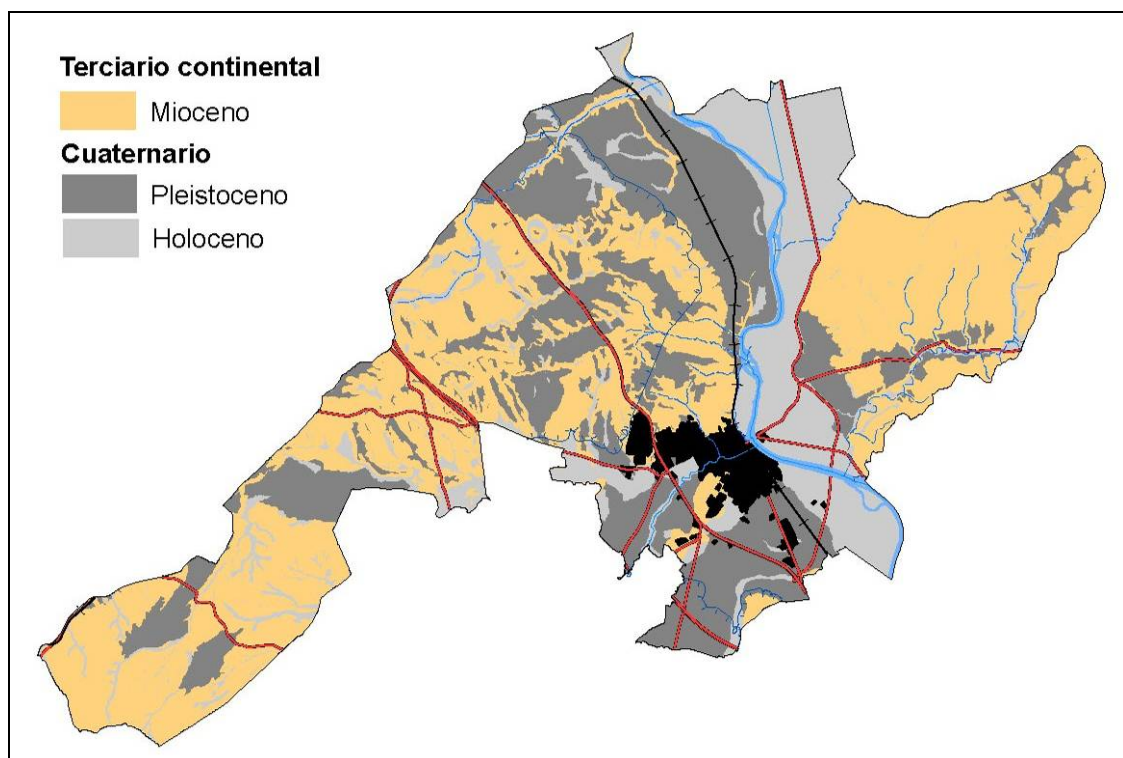 Terciario continental
Mioceno
Cuaternario
Pleistoceno
Holoceno